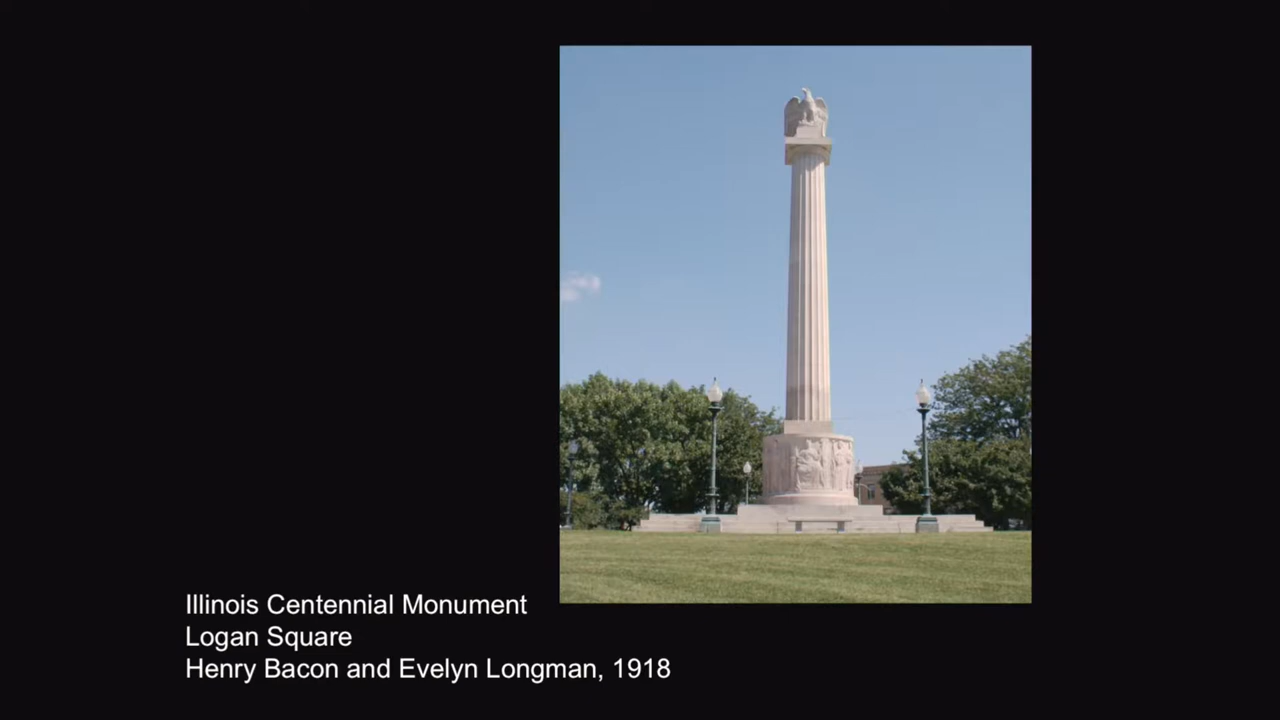 Illinois Centennial Monument
Logan Square
Henry Bacon and Evelyn Longman, 1918